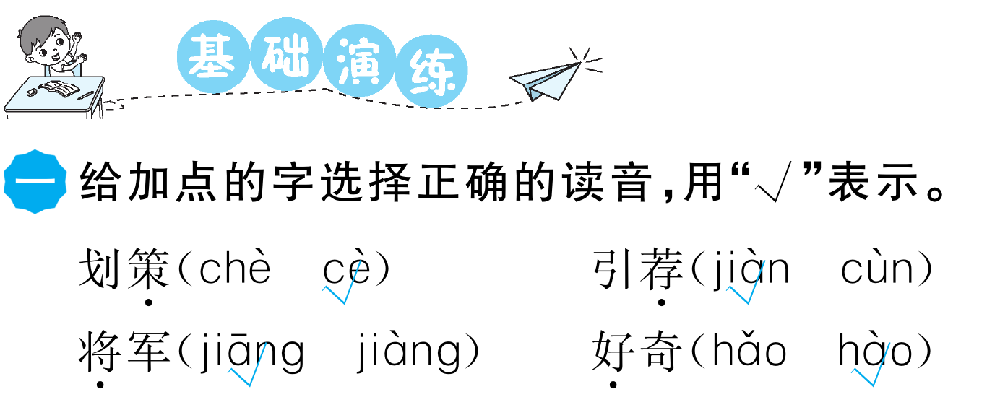 基础演练
一 给加点的字选择正确的读音,用“√”表示。
划策(chè cè√) 引荐(jiàn√ cùn)
将军(jiāng√ jiàng) 好奇(hǎo hào√)